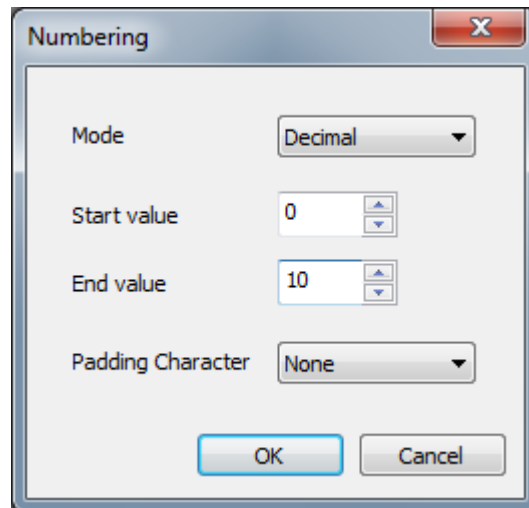 Numbering
Mode Decimal
Start value 0
End value 10
Padding Character None
OK Cancel